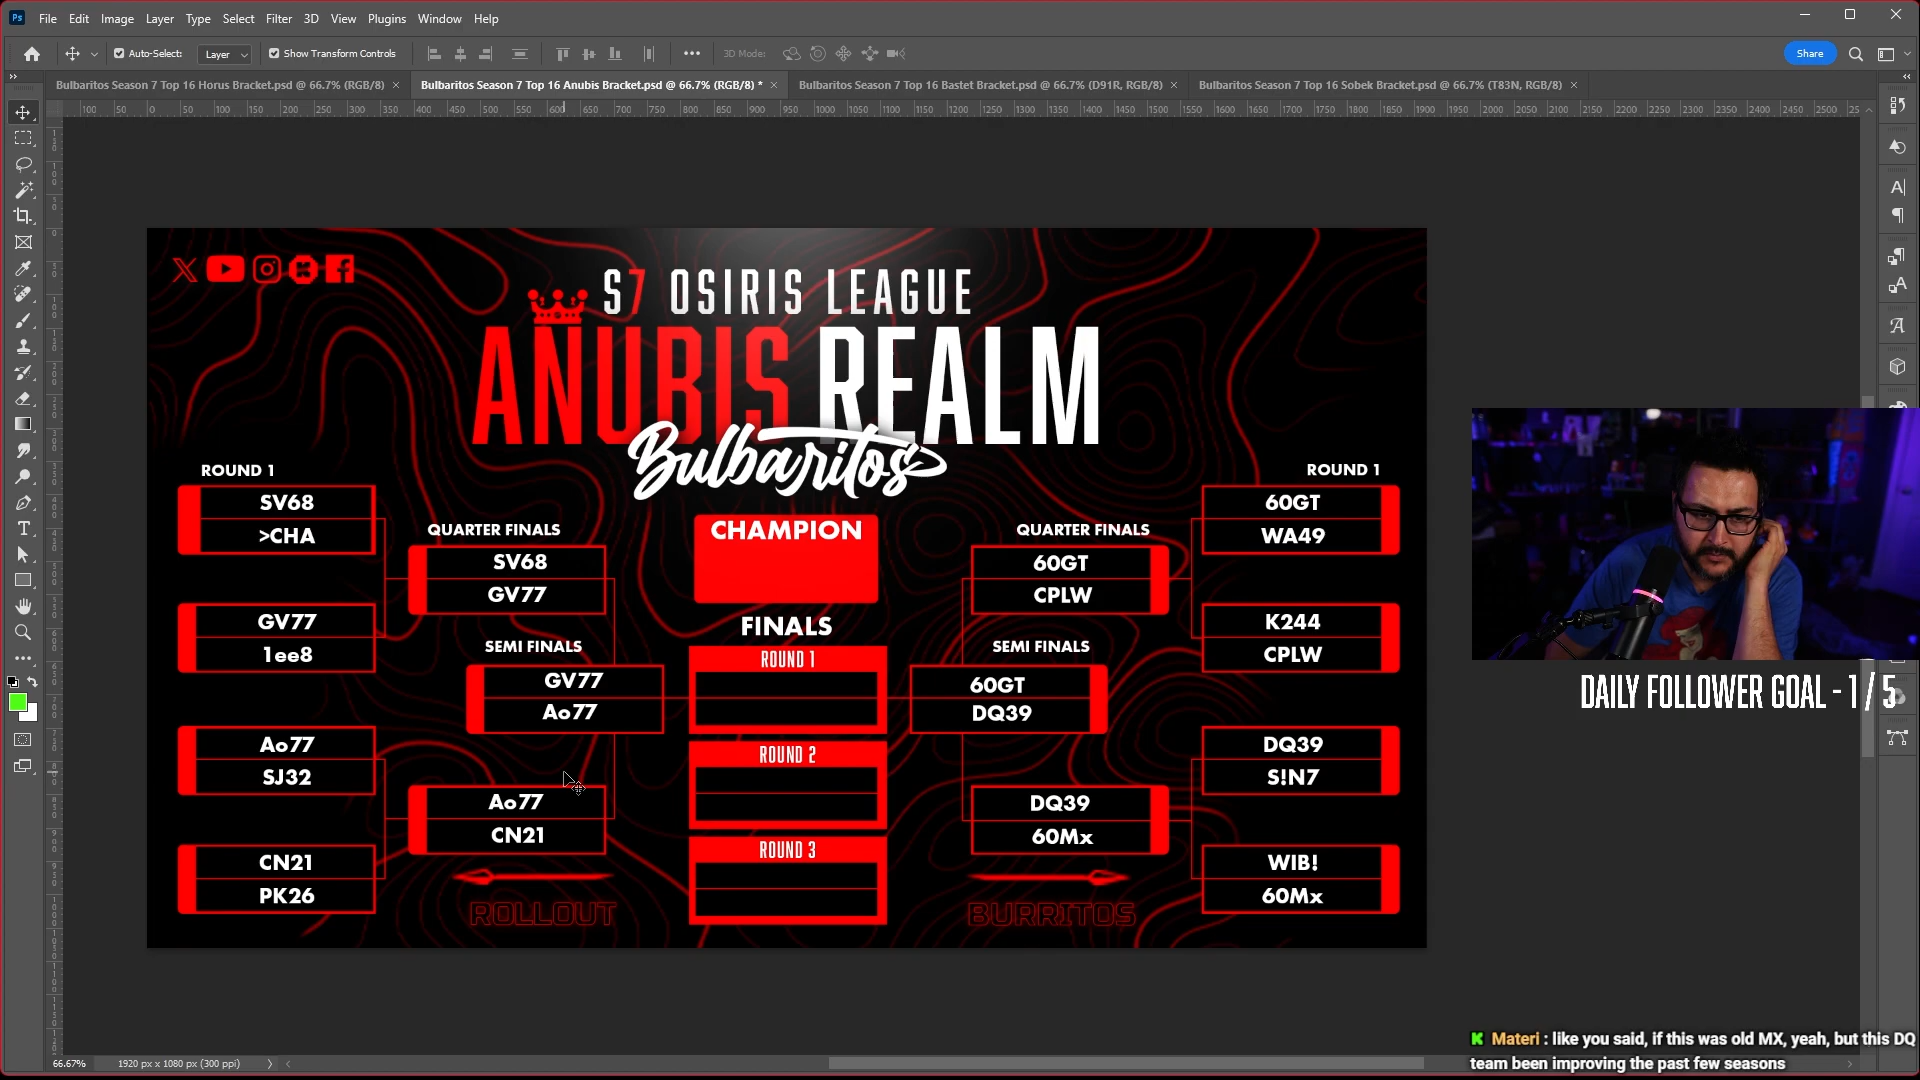 File Edit Image Layer Type Select Filter 3D View Plugins Window Help
Auto-Select: Layer Show Transform Controls 3D Mode: Share
Bulbaritos Season 7 Top 16 Horus Bracket.psd @ 66.7% (RGB/8) × Bulbaritos Season 7 Top 16 Anubis Bracket.psd @ 66.7% (RGB/8) * × Bulbaritos Season 7 Top 16 Bastet Bracket.psd @ 66.7% (D91R, RGB/8) × Bulbaritos Season 7 Top 16 Sobek Bracket.psd @ 66.7% (T83N, RGB/8) ×
S7 OSIRIS LEAGUE
ANUBIS REALM
Bulbaritos
ROUND 1
SV68
>CHA
GV77
1ee8
Ao77
SJ32
CN21
PK26
QUARTER FINALS
SV68
GV77
SEMI FINALS
GV77
Ao77
Ao77
CN21
ROLLOUT
CHAMPION
FINALS
ROUND 1
ROUND 2
ROUND 3
QUARTER FINALS
60GT
CPLW
SEMI FINALS
60GT
DQ39
DQ39
60Mx
BURRITOS
ROUND 1
60GT
WA49
K244
CPLW
DQ39
S!N7
WIB!
60Mx
DAILY FOLLOWER GOAL - 1 / 5
Materi : like you said, if this was old MX, yeah, but this DQ
team been improving the past few seasons
66.67% 1920 px x 1080 px (300 ppi)